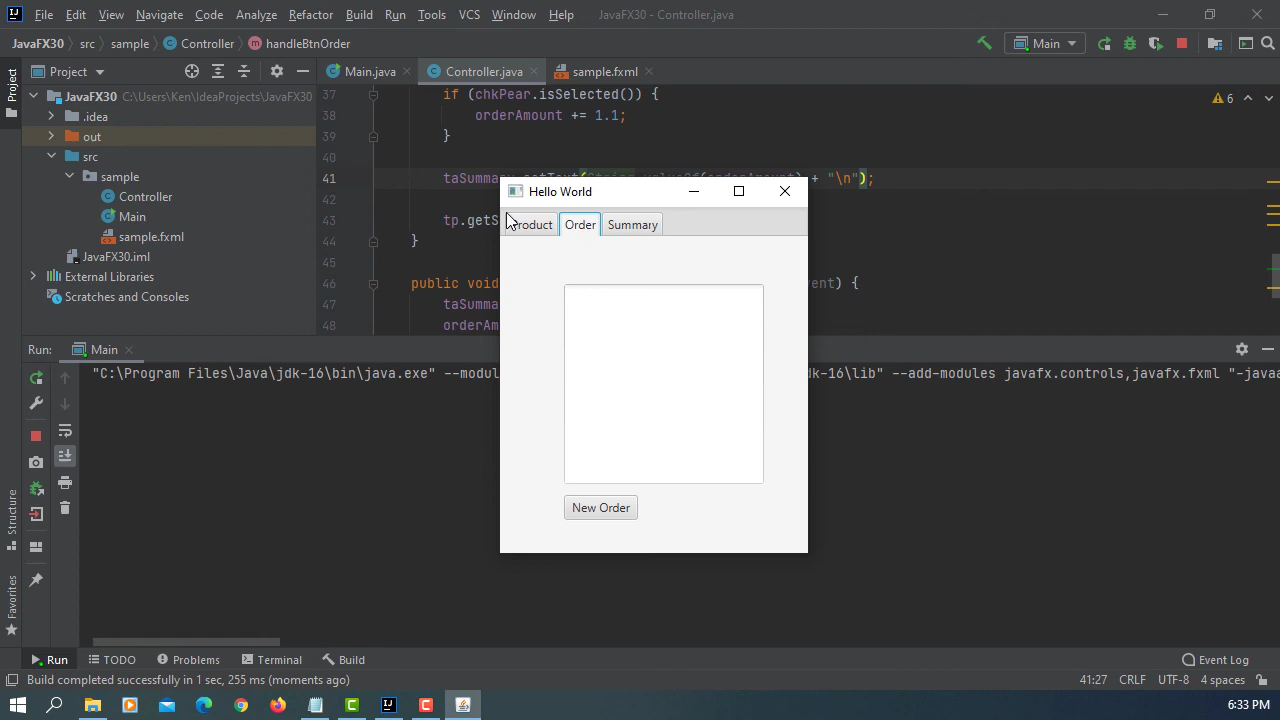 File Edit View Navigate Code Analyze Refactor Build Run Tools VCS Window Help JavaFX30 - Controller.java
JavaFX30 src sample Controller handleBtnOrder Main
Project
Project
Main.java Controller.java sample.fxml
JavaFX30 C:\Users\Ken\IdeaProjects\JavaFX30
.idea
out
src
sample
Controller
Main
sample.fxml
JavaFX30.iml
External Libraries
Scratches and Consoles
6
37 if (chkPear.isSelected()) {
38 orderAmount += 1.1;
39 }
40
41 "\n");
42
43 tp.getS
44 }
45
46 public void ent) {
47 taSumma
48 orderAm
Hello World
Product Order Summary
New Order
Run: Main
"C:\Program Files\Java\jdk-16\bin\java.exe" --modul dk-16\lib" --add-modules javafx.controls,javafx.fxml "-javaa
Structure
Favorites
Run TODO Problems Terminal Build Event Log
Build completed successfully in 1 sec, 255 ms (moments ago) 41:27 CRLF UTF-8 4 spaces
6:33 PM